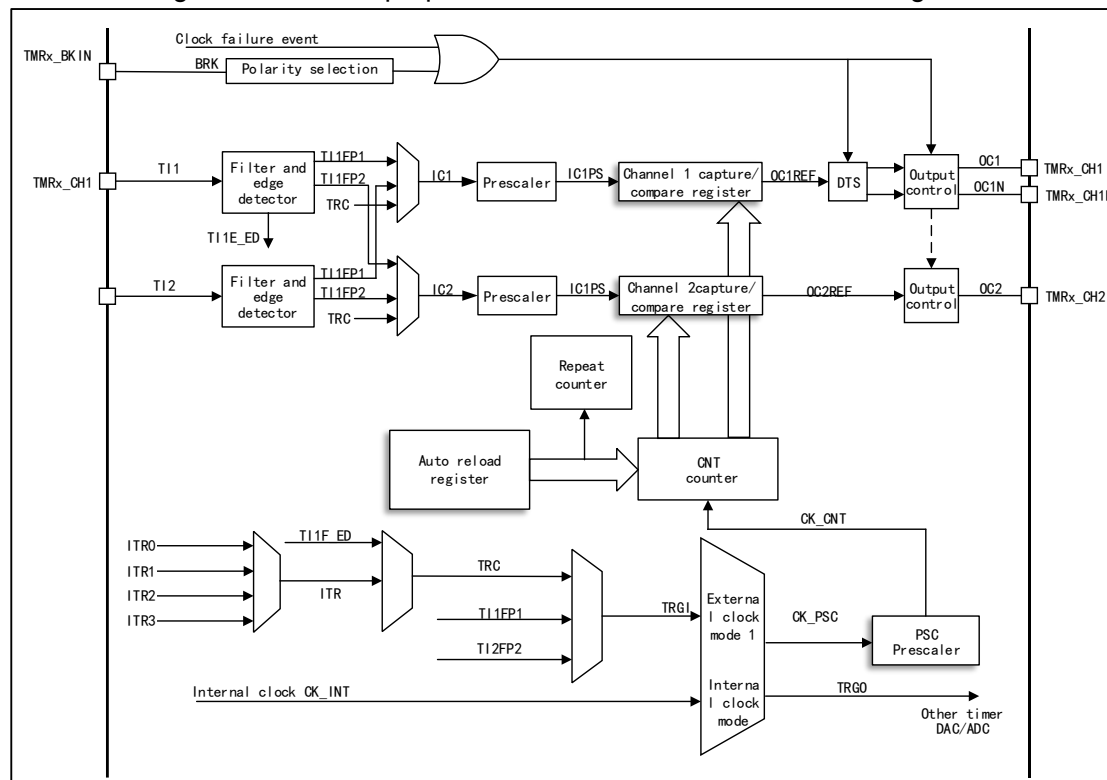 Clock failure event
TMRx_BKIN
BRK
Polarity selection
TI1
Filter and
edge
detector
TI1FP1
TI1FP2
TRC
IC1
Prescaler
IC1PS
Channel 1 capture/
compare register
OC1REF
DTS
Output
control
OC1
OC1N
TMRx_CH1
TMRx_CH1
TI1E_ED
TI2
Filter and
edge
detector
TI1FP1
TI1FP2
TRC
IC2
Prescaler
IC1PS
Channel 2capture/
compare register
OC2REF
Output
control
OC2
TMRx_CH2
Repeat
counter
Auto reload
register
CNT
counter
CK_CNT
ITR0
ITR1
ITR2
ITR3
TI1F_ED
ITR
TRC
TI1FP1
TI2FP2
TRGI
Externa
l clock
mode 1
CK_PSC
PSC
Prescaler
Internal clock CK_INT
Interna
l clock
mode
TRGO
Other timer
DAC/ADC